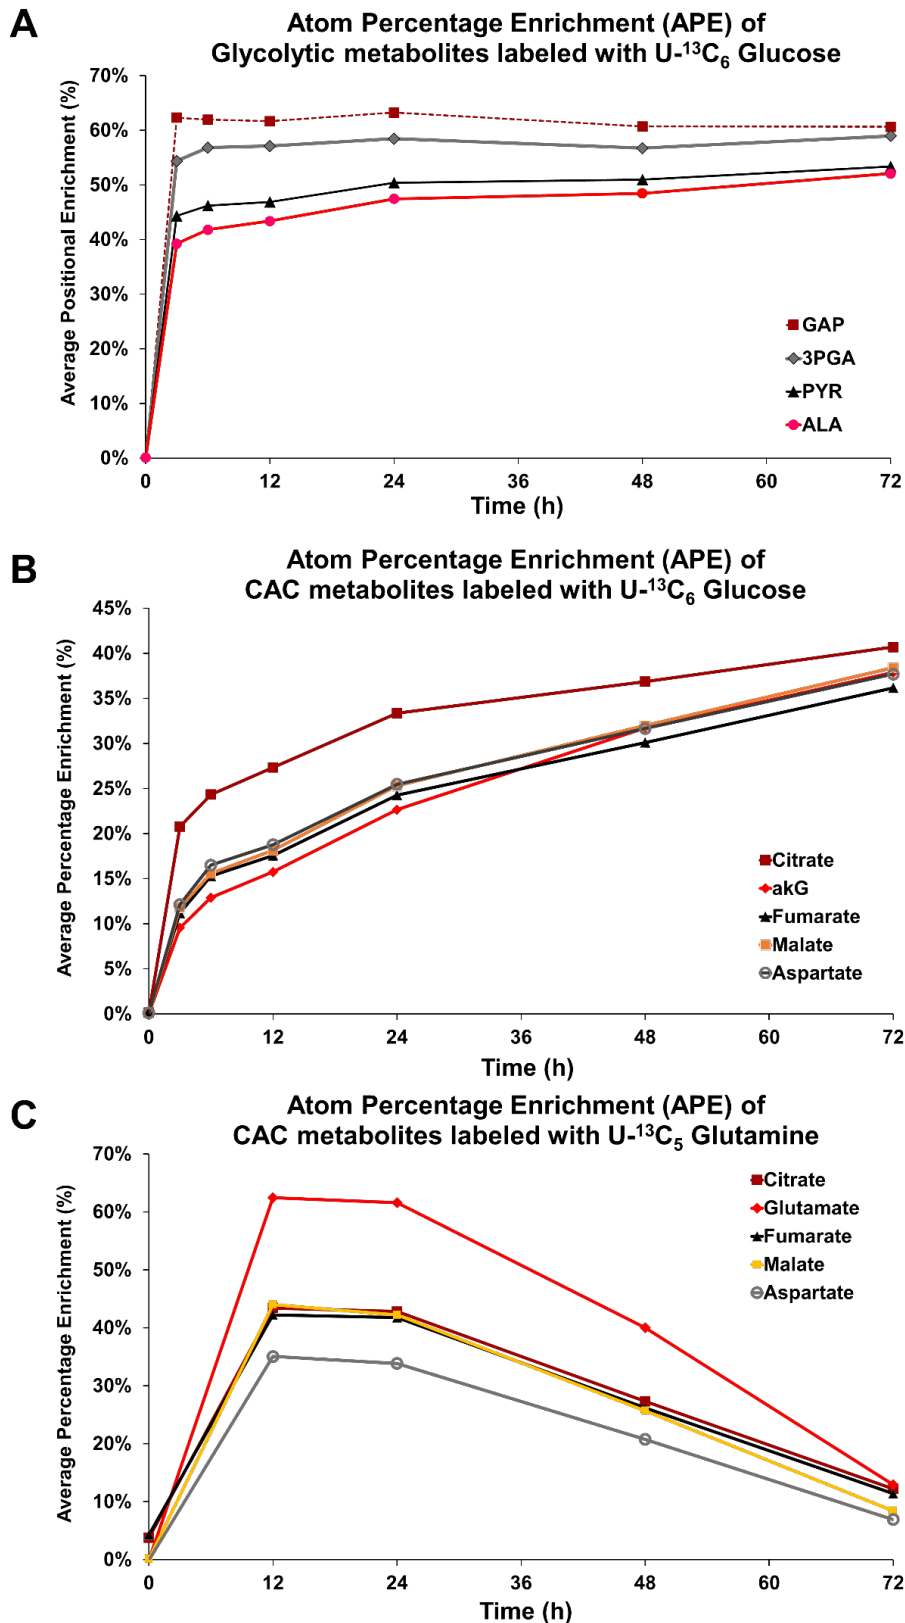 A
Atom Percentage Enrichment (APE) of
Glycolytic metabolites labeled with U-¹³C₆ Glucose
Average Positional Enrichment (%)
70%
60%
50%
40%
30%
20%
10%
0%
GAP
3PGA
PYR
ALA
0 12 24 36 48 60 72
Time (h)
B
Atom Percentage Enrichment (APE) of
CAC metabolites labeled with U-¹³C₆ Glucose
Average Percentage Enrichment (%)
45%
40%
35%
30%
25%
20%
15%
10%
5%
0%
Citrate
akG
Fumarate
Malate
Aspartate
0 12 24 36 48 60 72
Time (h)
C
Atom Percentage Enrichment (APE) of
CAC metabolites labeled with U-¹³C₅ Glutamine
Average Percentage Enrichment (%)
70%
60%
50%
40%
30%
20%
10%
0%
Citrate
Glutamate
Fumarate
Malate
Aspartate
0 12 24 36 48 60 72
Time (h)